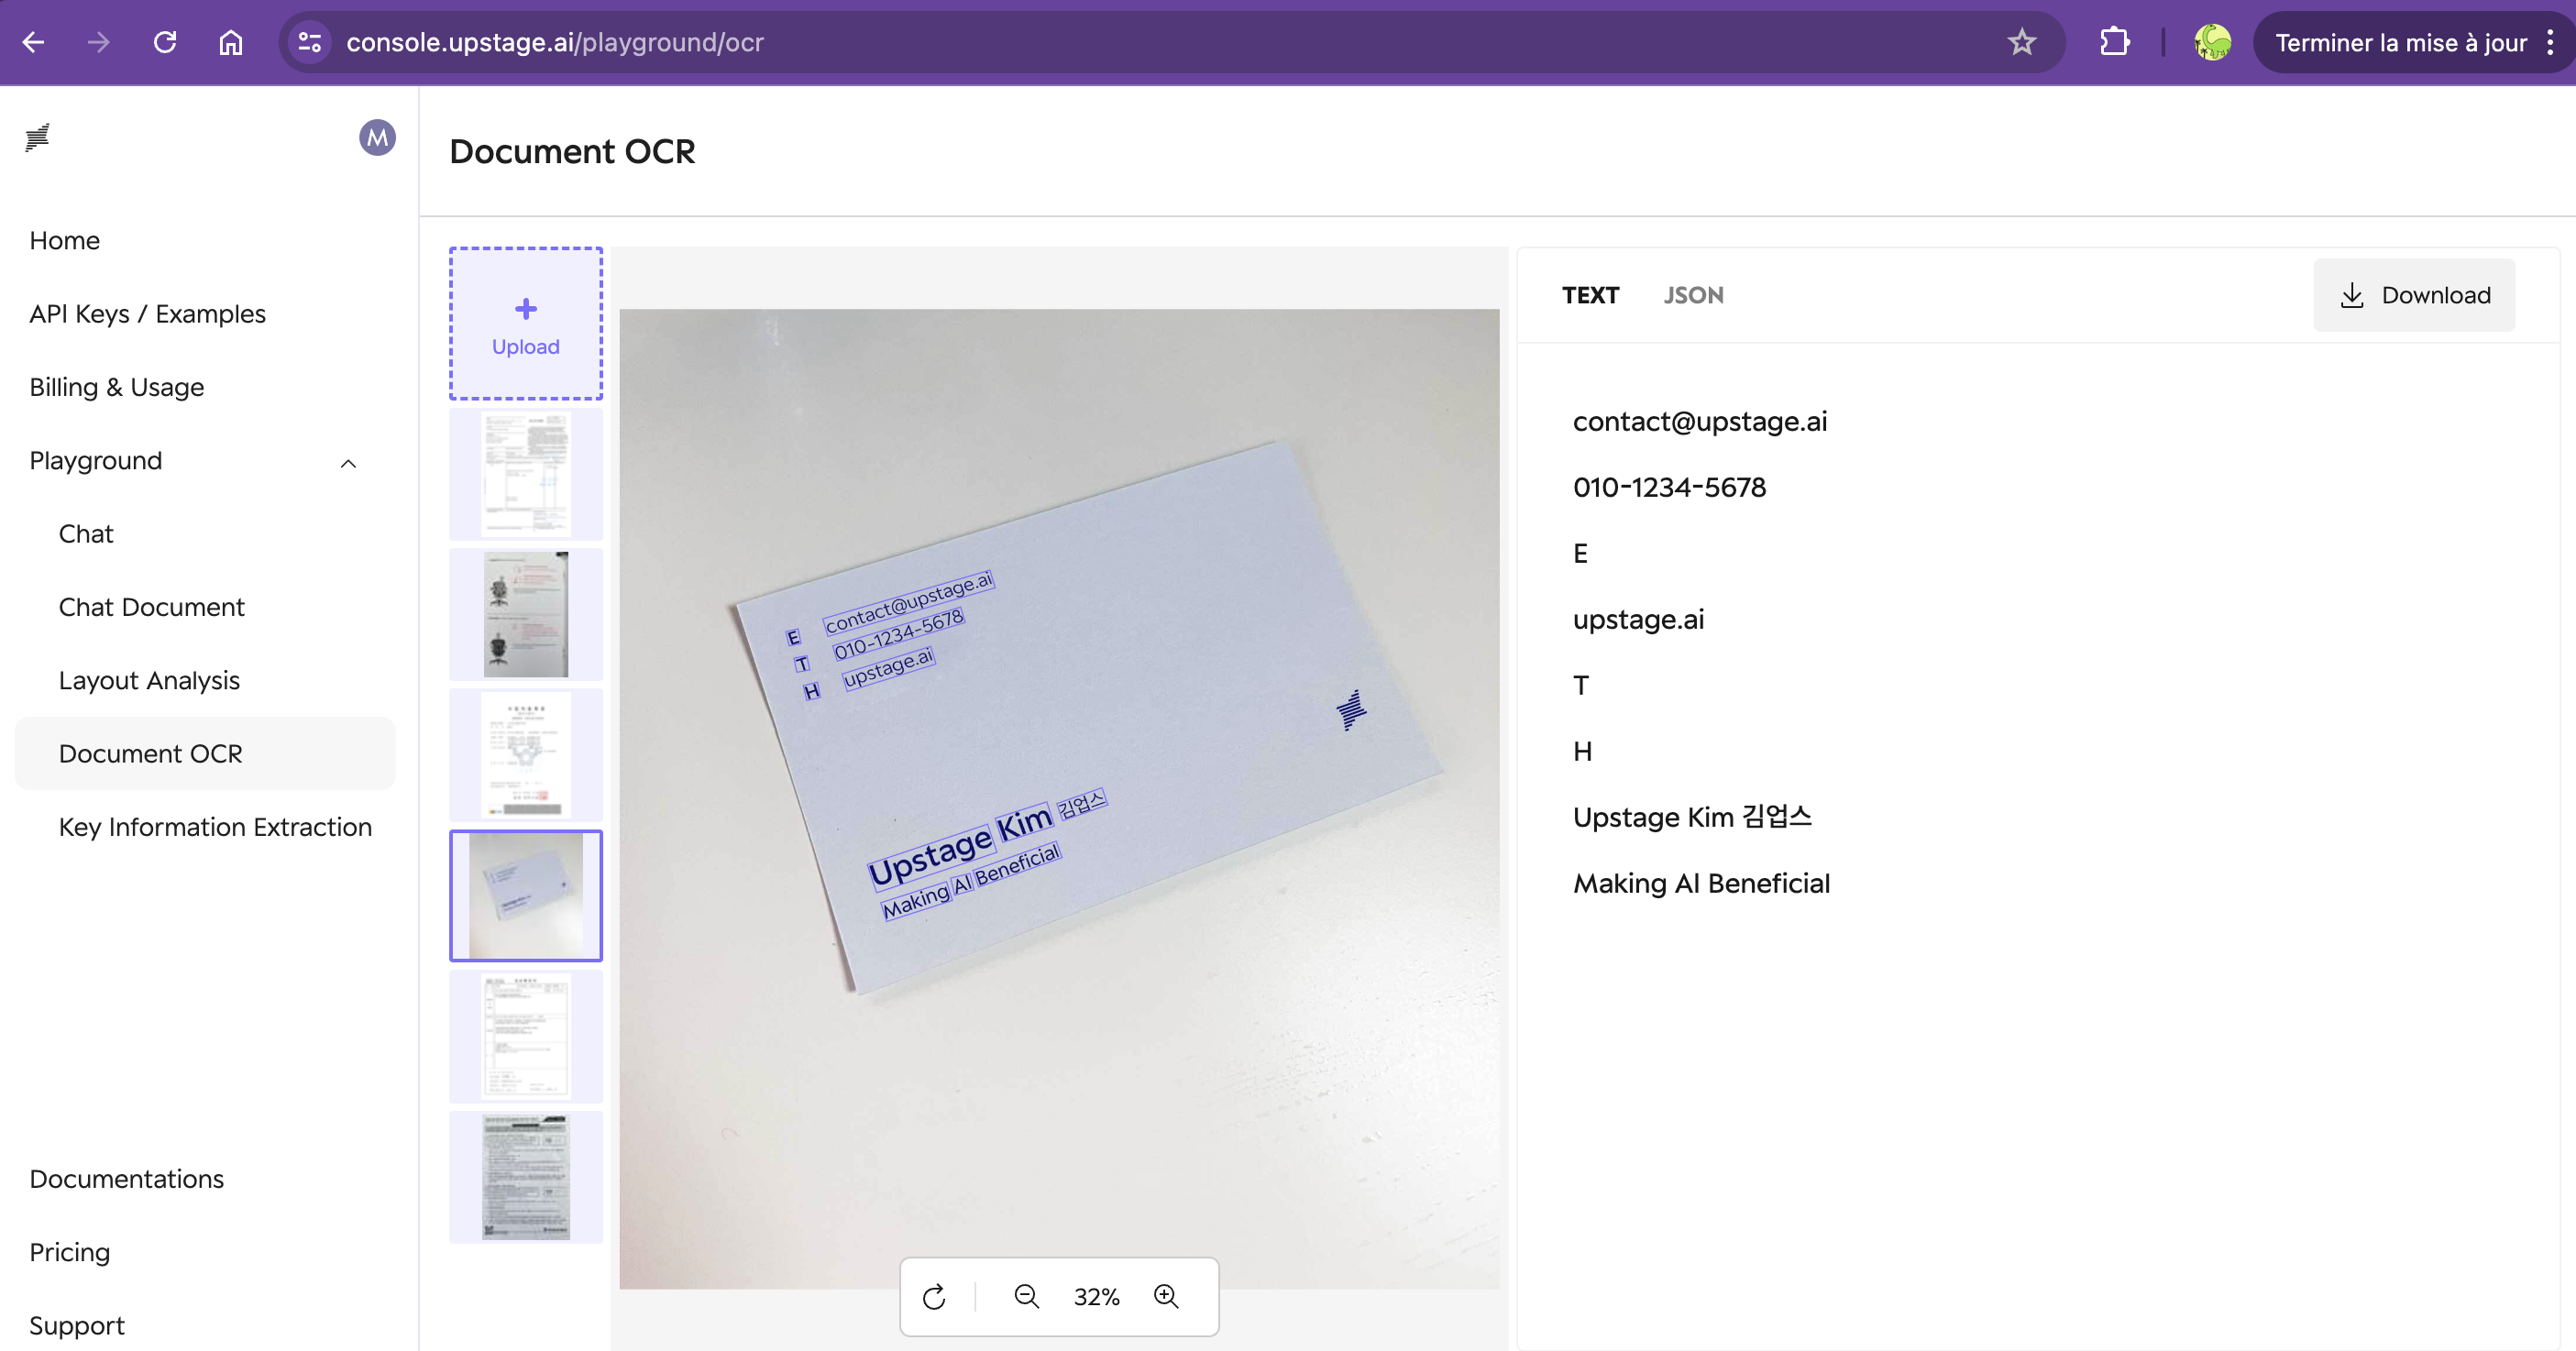 console.upstage.ai/playground/ocr
Terminer la mise à jour
M
Home
API Keys / Examples
Billing & Usage
Playground
Chat
Chat Document
Layout Analysis
Document OCR
Key Information Extraction
Documentations
Pricing
Support
Document OCR
Upload
E contact@upstage.ai
T 010-1234-5678
H upstage.ai
Upstage Kim 김업스
Making AI Beneficial
32%
TEXT JSON
Download
contact@upstage.ai
010-1234-5678
E
upstage.ai
T
H
Upstage Kim 김업스
Making AI Beneficial